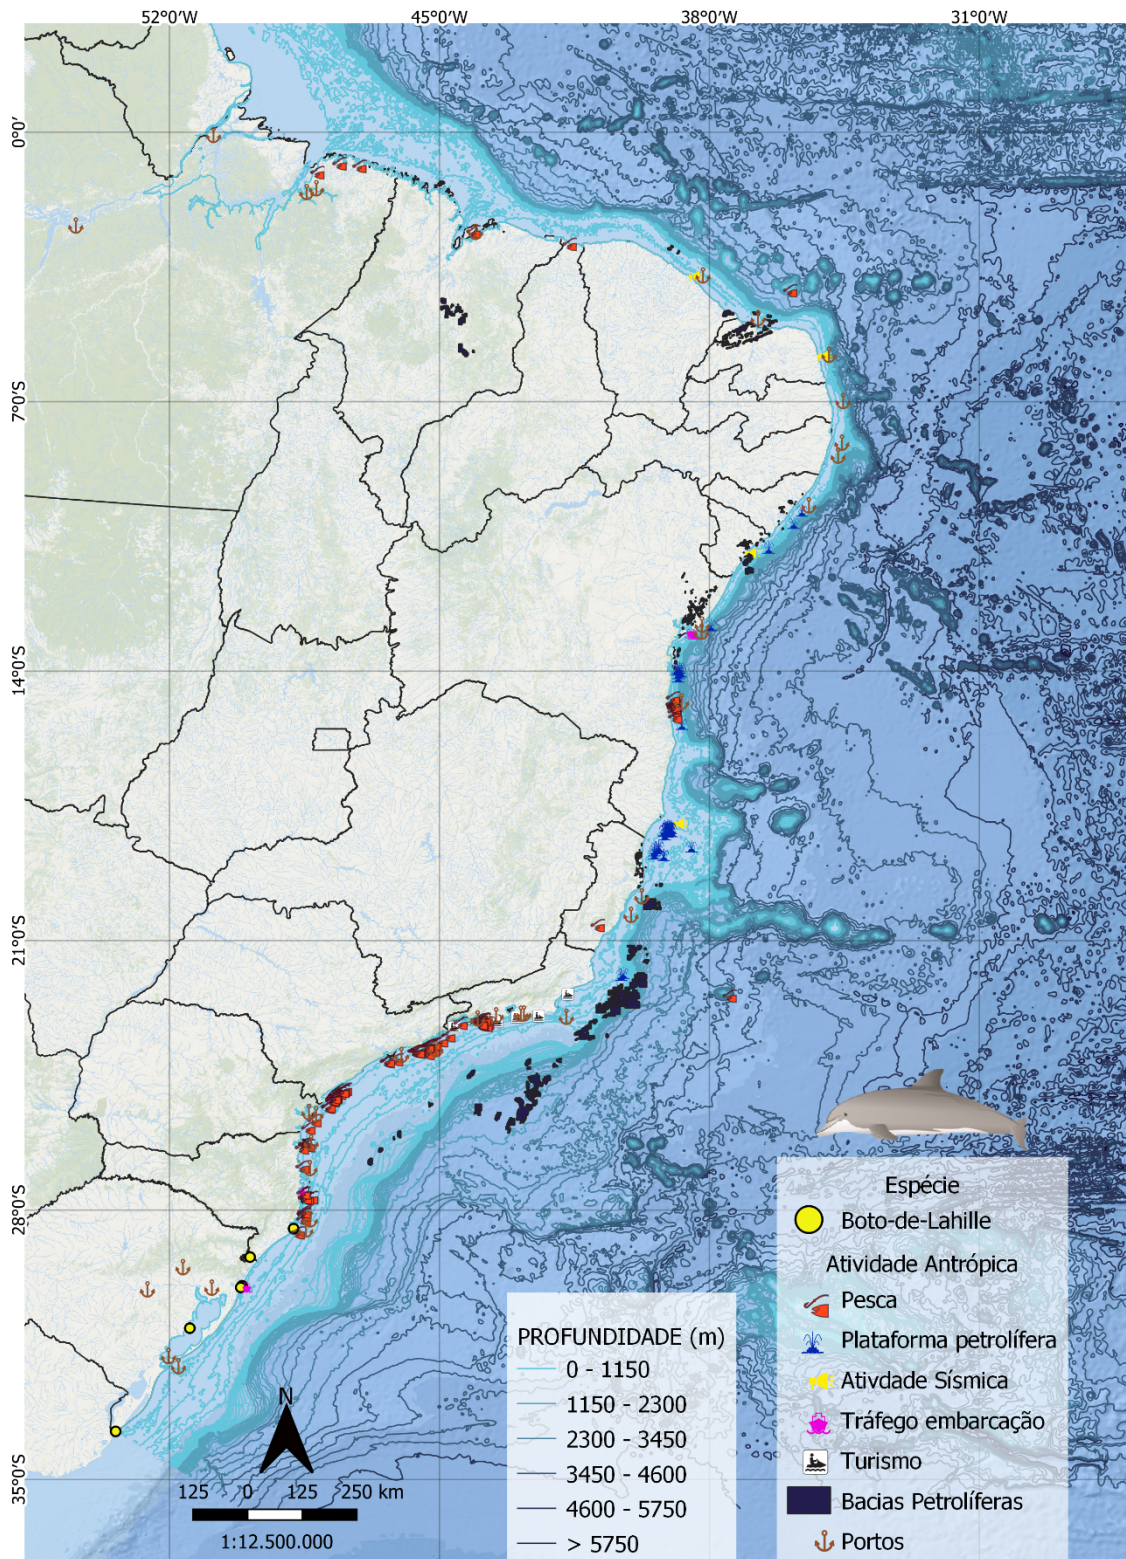 52°0'W 45°0'W 38°0'W 31°0'W
0°0'
7°0'S
14°0'S
21°0'S
28°0'S
35°0'S
N
125 0 125 250 km
1:12.500.000
PROFUNDIDADE (m)
0 - 1150
1150 - 2300
2300 - 3450
3450 - 4600
4600 - 5750
> 5750
Espécie
Boto-de-Lahille
Atividade Antrópica
Pesca
Plataforma petrolífera
Ativdade Sísmica
Tráfego embarcação
Turismo
Bacias Petrolíferas
Portos